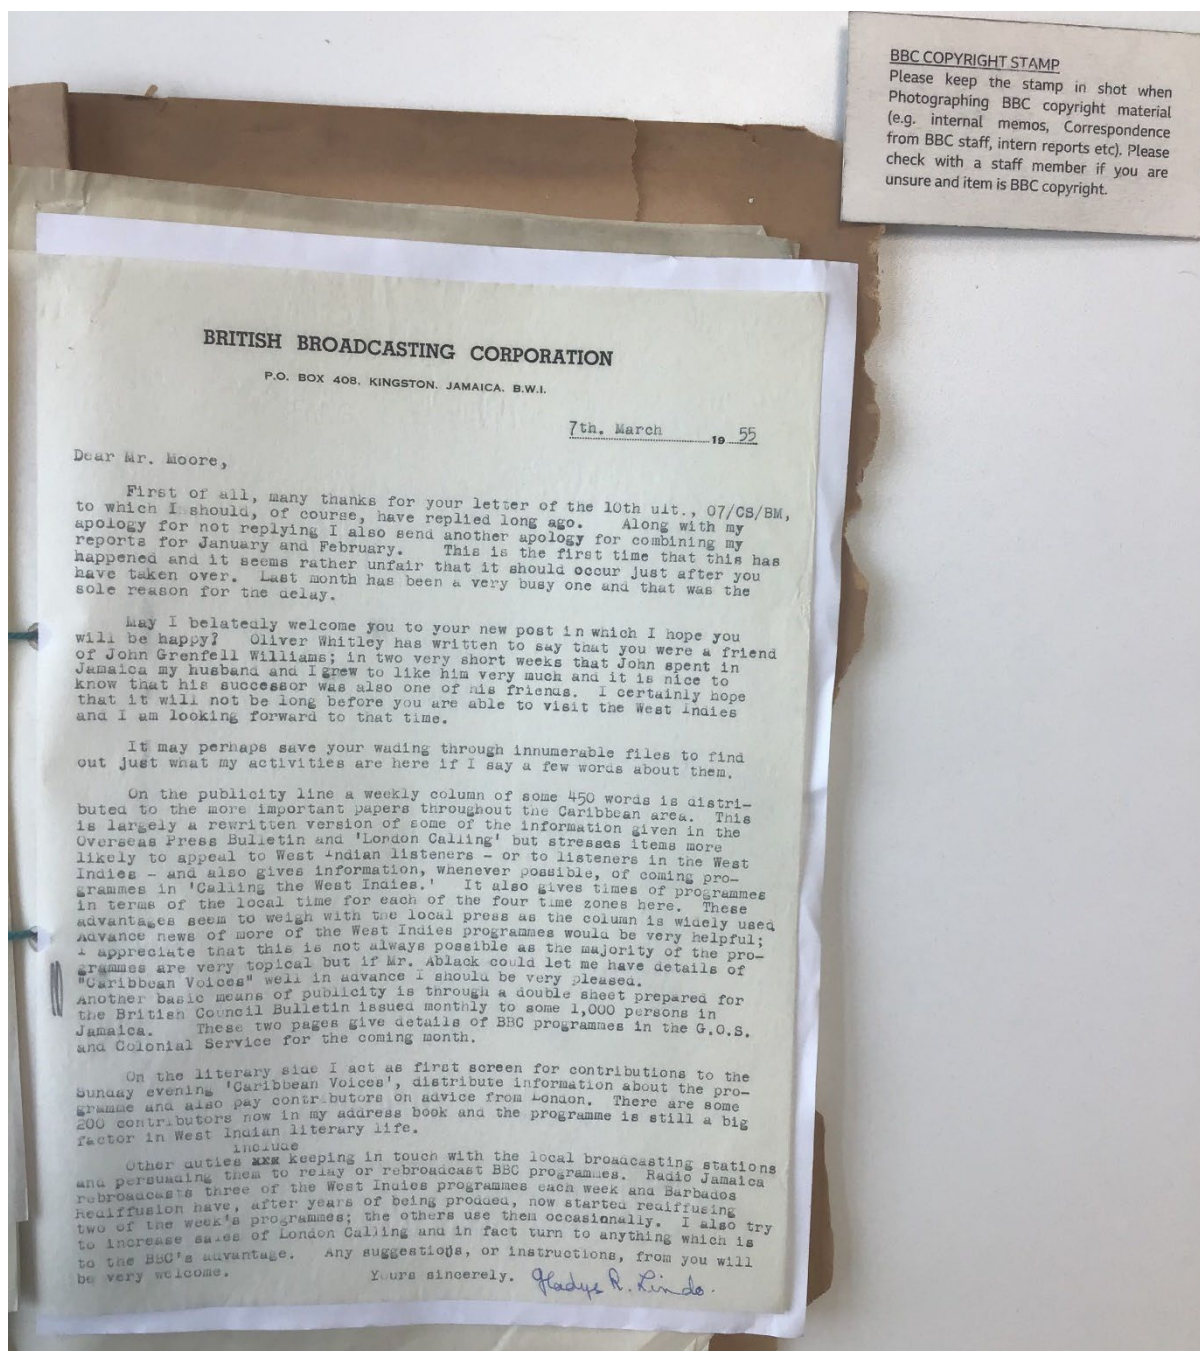 BBC COPYRIGHT STAMP
Please keep the stamp in shot when
Photographing BBC copyright material
(e.g. internal memos, Correspondence
from BBC staff, intern reports etc). Please
check with a staff member if you are
unsure and item is BBC copyright.
BRITISH BROADCASTING CORPORATION
P.O. BOX 408, KINGSTON, JAMAICA, B.W.I.
7th. March 19 55
Dear Mr. Moore,
First of all, many thanks for your letter of the 10th ult., 07/CS/BM,
to which I should, of course, have replied long ago. Along with my
apology for not replying I also send another apology for combining my
reports for January and February. This is the first time that this has
happened and it seems rather unfair that it should occur just after you
have taken over. Last month has been a very busy one and that was the
sole reason for the delay.
May I belatedly welcome you to your new post in which I hope you
will be happy? Oliver Whitley has written to say that you were a friend
of John Grenfell Williams; in two very short weeks that John spent in
Jamaica my husband and I grew to like him very much and it is nice to
know that his successor was also one of his friends. I certainly hope
that it will not be long before you are able to visit the West Indies
and I am looking forward to that time.
It may perhaps save your wading through innumerable files to find
out just what my activities are here if I say a few words about them.
On the publicity line a weekly column of some 450 words is distri-
buted to the more important papers throughout the Caribbean area. This
is largely a rewritten version of some of the information given in the
Overseas Press Bulletin and 'London Calling' but stresses items more
likely to appeal to West Indian listeners - or to listeners in the West
Indies - and also gives information, whenever possible, of coming pro-
grammes in 'Calling the West Indies.' It also gives times of programmes
in terms of the local time for each of the four time zones here. These
advantages seem to weigh with the local press as the column is widely used
Advance news of more of the West Indies programmes would be very helpful;
I appreciate that this is not always possible as the majority of the pro-
grammes are very topical but if Mr. Ablack could let me have details of
"Caribbean Voices" well in advance I should be very pleased.
Another basic means of publicity is through a double sheet prepared for
the British Council Bulletin issued monthly to some 1,000 persons in
Jamaica. These two pages give details of BBC programmes in the G.O.S.
and Colonial Service for the coming month.
On the literary side I act as first screen for contributions to the
Sunday evening 'Caribbean Voices', distribute information about the pro-
gramme and also pay contributors on advice from London. There are some
200 contributors now in my address book and the programme is still a big
factor in West Indian literary life.
include
Other duties xxx keeping in touch with the local broadcasting stations
and persuading them to relay or rebroadcast BBC programmes. Radio Jamaica
rebroadcasts three of the West Indies programmes each week and Barbados
Rediffusion have, after years of being prodded, now started rediffusing
two of the week's programmes; the others use them occasionally. I also try
to increase sales of London Calling and in fact turn to anything which is
to the BBC's advantage. Any suggestions, or instructions, from you will
be very welcome. Yours sincerely. Gladys R. Lindo.